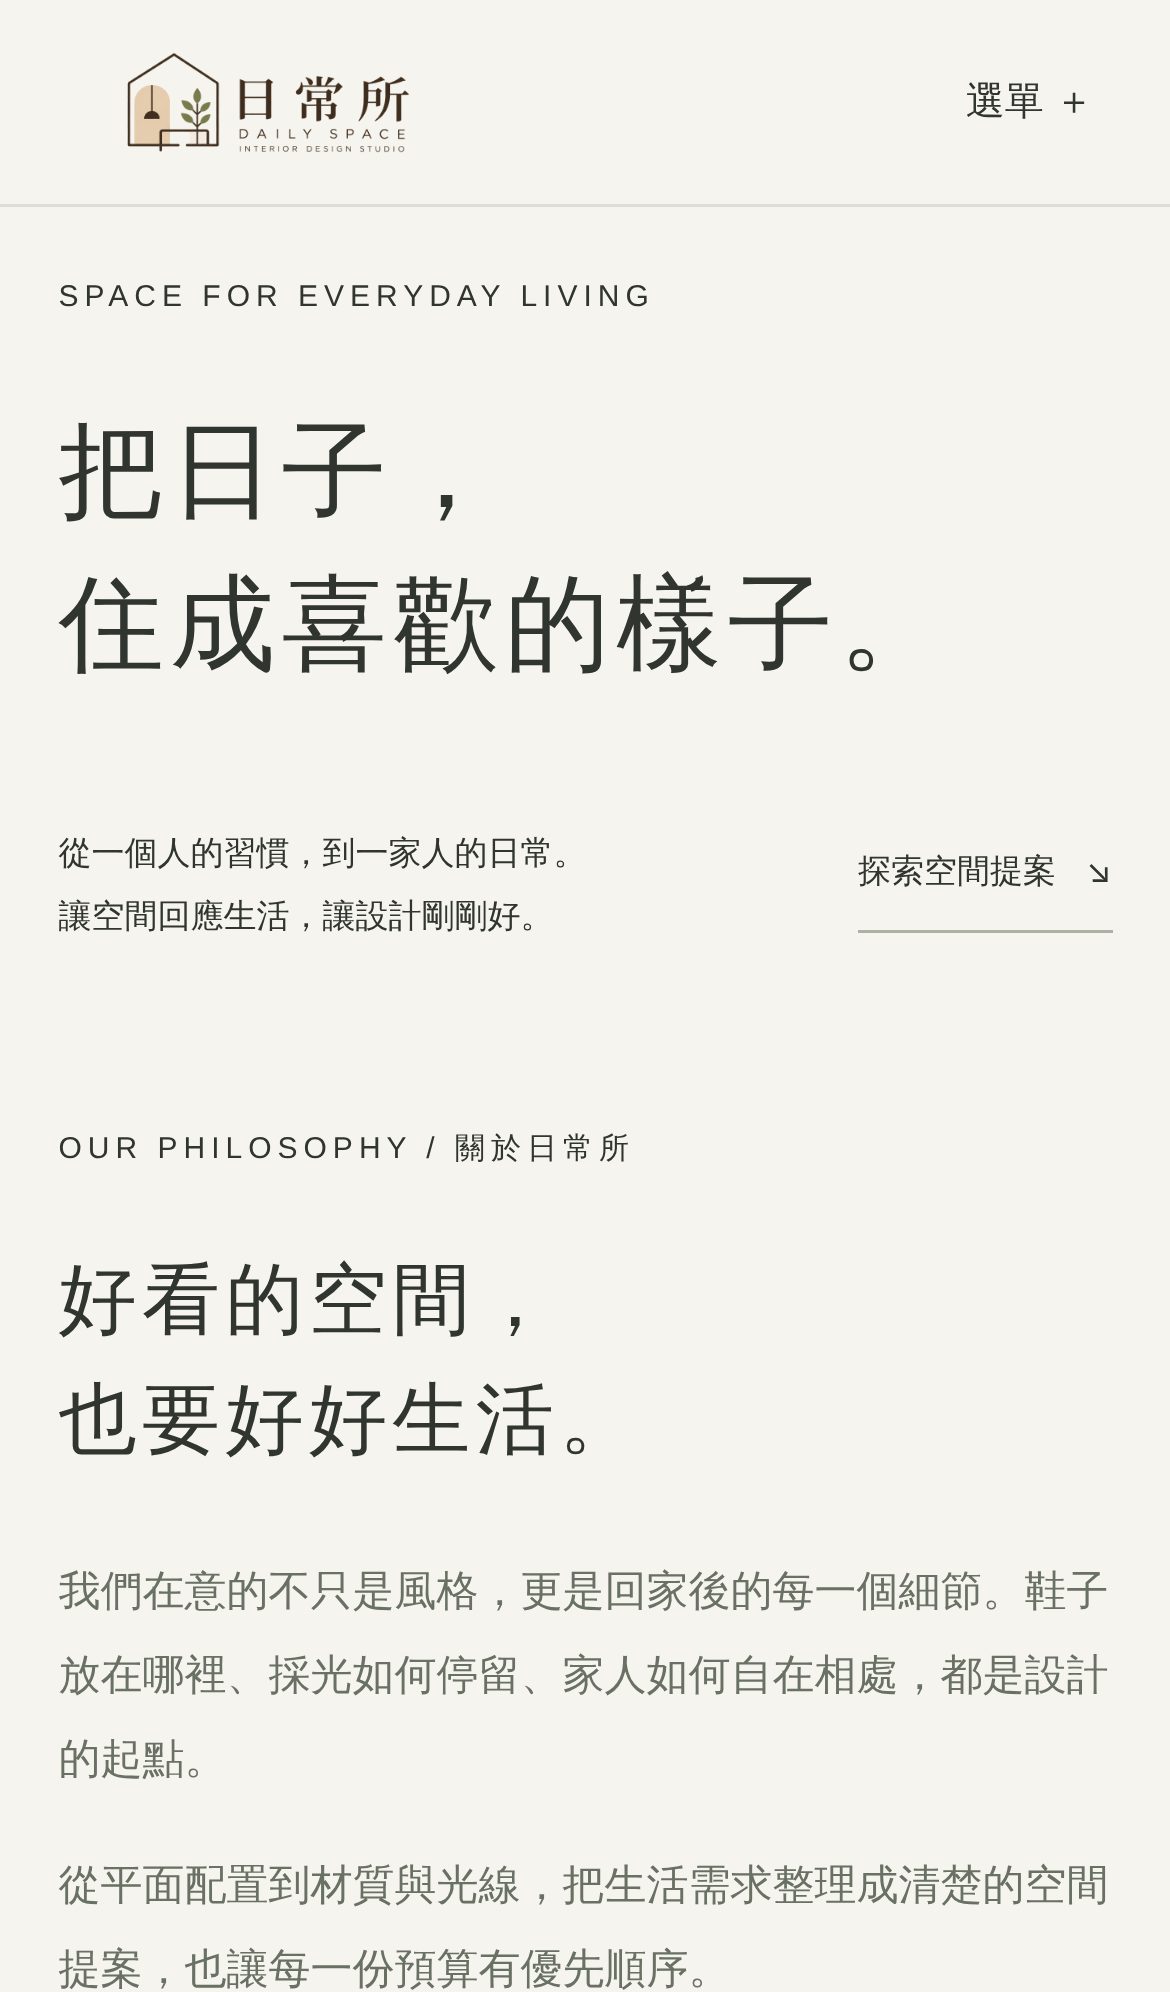 日常所
DAILY SPACE
INTERIOR DESIGN STUDIO
選單 +
SPACE FOR EVERYDAY LIVING
把日子，
住成喜歡的樣子。
從一個人的習慣，到一家人的日常。
讓空間回應生活，讓設計剛剛好。
探索空間提案 ↘
OUR PHILOSOPHY / 關於日常所
好看的空間，
也要好好生活。
我們在意的不只是風格，更是回家後的每一個細節。鞋子
放在哪裡、採光如何停留、家人如何自在相處，都是設計
的起點。
從平面配置到材質與光線，把生活需求整理成清楚的空間
提案，也讓每一份預算有優先順序。